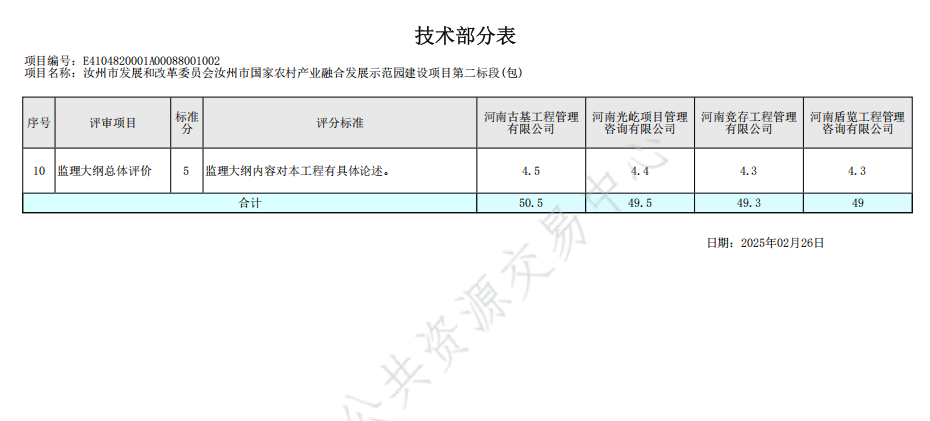 技术部分表
项目编号：E4104820001A00088001002
项目名称：汝州市发展和改革委员会汝州市国家农村产业融合发展示范园建设项目第二标段(包)
序号 评审项目 标准分 评分标准 河南古基工程管理有限公司 河南光屹项目管理咨询有限公司 河南竞存工程管理有限公司 河南盾览工程管理咨询有限公司
10 监理大纲总体评价 5 监理大纲内容对本工程有具体论述。 4.5 4.4 4.3 4.3
合计 50.5 49.5 49.3 49
日期：2025年02月26日
公共资源交易中心